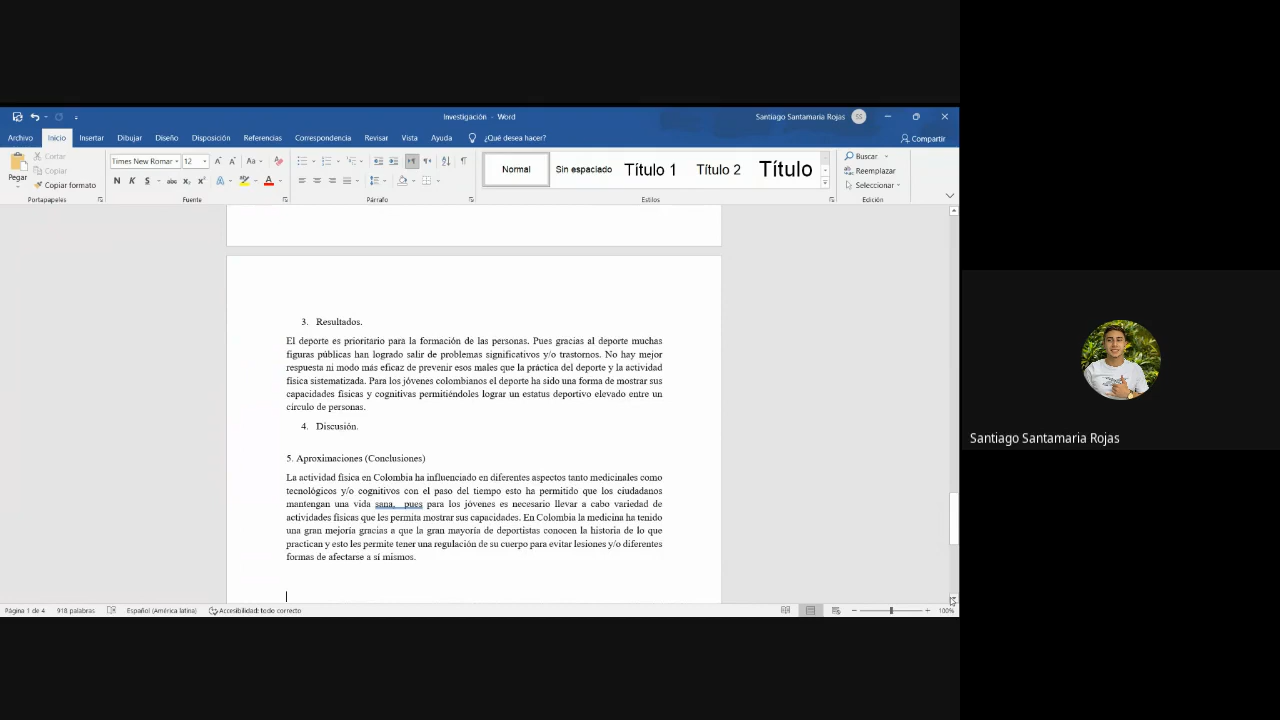 Investigación - Word
Santiago Santamaria Rojas
SS
Archivo Inicio Insertar Dibujar Diseño Disposición Referencias Correspondencia Revisar Vista Ayuda ¿Qué desea hacer? Compartir
Pegar
Cortar
Copiar
Copiar formato
Portapapeles
Times New Roman 12
N K S abc x₂ x² A A
Fuente
Párrafo
Normal Sin espaciado Título 1 Título 2 Título
Estilos
Buscar
Reemplazar
Seleccionar
Edición
3. Resultados.
El deporte es prioritario para la formación de las personas. Pues gracias al deporte muchas
figuras públicas han logrado salir de problemas significativos y/o trastornos. No hay mejor
respuesta ni modo más eficaz de prevenir esos males que la práctica del deporte y la actividad
física sistematizada. Para los jóvenes colombianos el deporte ha sido una forma de mostrar sus
capacidades físicas y cognitivas permitiéndoles lograr un estatus deportivo elevado entre un
círculo de personas.
4. Discusión.
5. Aproximaciones (Conclusiones)
La actividad física en Colombia ha influenciado en diferentes aspectos tanto medicinales como
tecnológicos y/o cognitivos con el paso del tiempo esto ha permitido que los ciudadanos
mantengan una vida sana, pues para los jóvenes es necesario llevar a cabo variedad de
actividades físicas que les permita mostrar sus capacidades. En Colombia la medicina ha tenido
una gran mejoría gracias a que la gran mayoría de deportistas conocen la historia de lo que
practican y esto les permite tener una regulación de su cuerpo para evitar lesiones y/o diferentes
formas de afectarse a sí mismos.
Página 1 de 4 918 palabras Español (América latina) Accesibilidad: todo correcto 100%
Santiago Santamaria Rojas